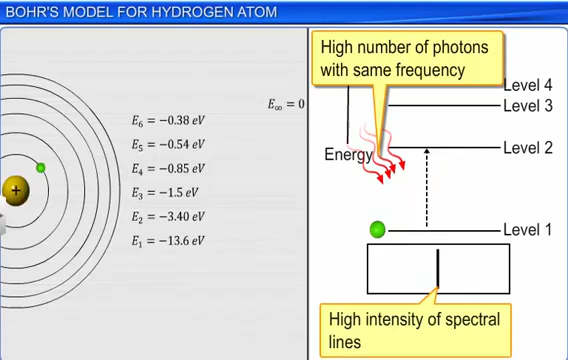 BOHR'S MODEL FOR HYDROGEN ATOM
E∞ = 0
E6 = −0.38 eV
E5 = −0.54 eV
E4 = −0.85 eV
E3 = −1.5 eV
E2 = −3.40 eV
E1 = −13.6 eV
+
High number of photons
with same frequency
Level 4
Level 3
Energy
Level 2
Level 1
High intensity of spectral
lines